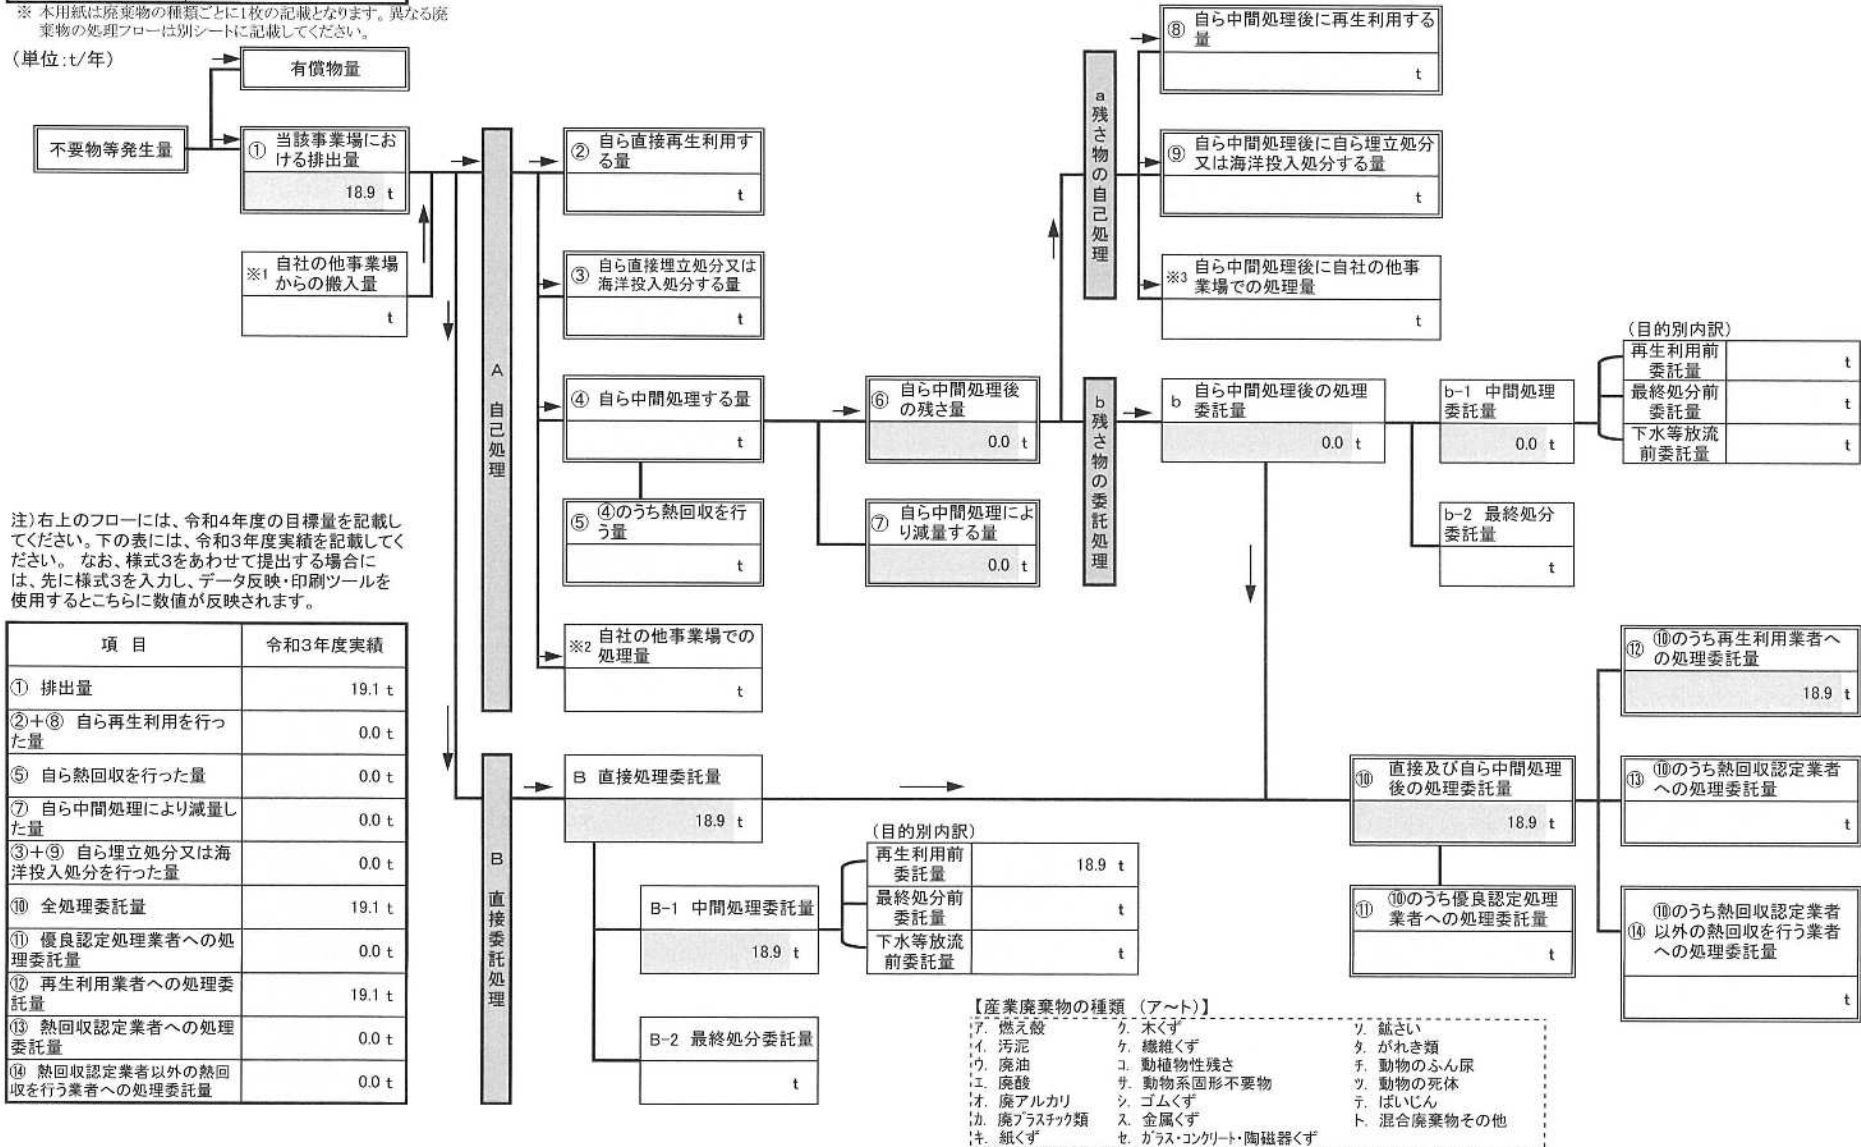 ※ 本用紙は廃棄物の種類ごとに1枚の記載となります。異なる廃
棄物の処理フローは別シートに記載してください。
(単位:t/年)
有償物量
不要物等発生量
① 当該事業場にお
ける排出量
18.9 t
※1 自社の他事業場
からの搬入量
t
A 自己処理
② 自ら直接再生利用す
る量
t
③ 自ら直接埋立処分又は
海洋投入処分する量
t
④ 自ら中間処理する量
t
⑤ ④のうち熱回収を行
う量
t
※2 自社の他事業場での
処理量
t
⑥ 自ら中間処理後
の残さ量
0.0 t
⑦ 自ら中間処理によ
り減量する量
0.0 t
a 残さ物の自己処理
⑧ 自ら中間処理後に再生利用する
量
t
⑨ 自ら中間処理後に自ら埋立処分
又は海洋投入処分する量
t
※3 自ら中間処理後に自社の他事
業場での処理量
t
b 残さ物の委託処理
b 自ら中間処理後の処理
委託量
0.0 t
b-1 中間処理
委託量
0.0 t
(目的別内訳)
再生利用前
委託量
t
最終処分前
委託量
t
下水等放流
前委託量
t
b-2 最終処分
委託量
t
注)右上のフローには、令和4年度の目標量を記載し
てください。下の表には、令和3年度実績を記載してく
ださい。 なお、様式3をあわせて提出する場合に
は、先に様式3を入力し、データ反映・印刷ツールを
使用するとこちらに数値が反映されます。
項 目 令和3年度実績
① 排出量 19.1 t
②+⑧ 自ら再生利用を行っ
た量 0.0 t
⑤ 自ら熱回収を行った量 0.0 t
⑦ 自ら中間処理により減量し
た量 0.0 t
③+⑨ 自ら埋立処分又は海
洋投入処分を行った量 0.0 t
⑩ 全処理委託量 19.1 t
⑪ 優良認定処理業者への処
理委託量 0.0 t
⑫ 再生利用業者への処理委
託量 19.1 t
⑬ 熱回収認定業者への処理
委託量 0.0 t
⑭ 熱回収認定業者以外の熱回
収を行う業者への処理委託量 0.0 t
B 直接委託処理
B 直接処理委託量
18.9 t
B-1 中間処理委託量
18.9 t
(目的別内訳)
再生利用前
委託量
18.9 t
最終処分前
委託量
t
下水等放流
前委託量
t
B-2 最終処分委託量
t
⑩ 直接及び自ら中間処理
後の処理委託量
18.9 t
⑪ ⑩のうち優良認定処理
業者への処理委託量
t
⑫ ⑩のうち再生利用業者へ
の処理委託量
18.9 t
⑬ ⑩のうち熱回収認定業者
への処理委託量
t
⑭ ⑩のうち熱回収認定業者
以外の熱回収を行う業者
への処理委託量
t
【産業廃棄物の種類 (ア~ト)】
ア. 燃え殻 ク. 木くず ソ. 鉱さい
イ. 汚泥 ケ. 繊維くず タ. がれき類
ウ. 廃油 コ. 動植物性残さ チ. 動物のふん尿
エ. 廃酸 サ. 動物系固形不要物 ツ. 動物の死体
オ. 廃アルカリ シ. ゴムくず テ. ばいじん
カ. 廃プラスチック類 ス. 金属くず ト. 混合廃棄物その他
キ. 紙くず セ. ガラス・コンクリート・陶磁器くず